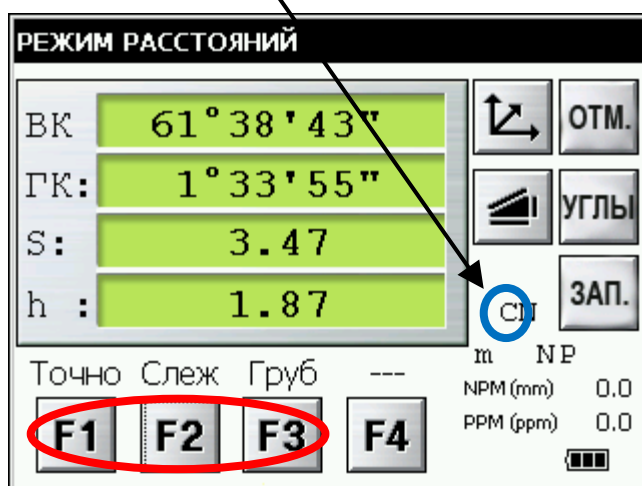 РЕЖИМ РАССТОЯНИЙ
ВК 61°38'43"
ГК: 1°33'55"
S: 3.47
h : 1.87
ОТМ.
УГЛЫ
ЗАП.
CN
m NP
NPM (mm) 0.0
PPM (ppm) 0.0
Точно Слеж Груб ---
F1 F2 F3 F4